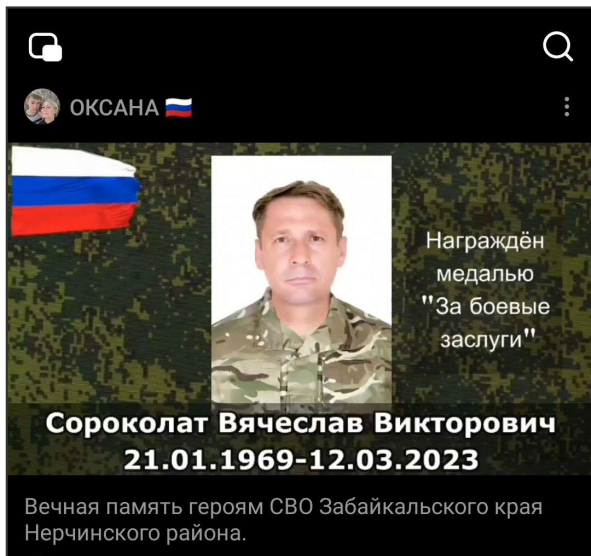 ОКСАНА
Награждён
медалью
"За боевые
заслуги"
Сороколат Вячеслав Викторович
21.01.1969-12.03.2023
Вечная память героям СВО Забайкальского края
Нерчинского района.